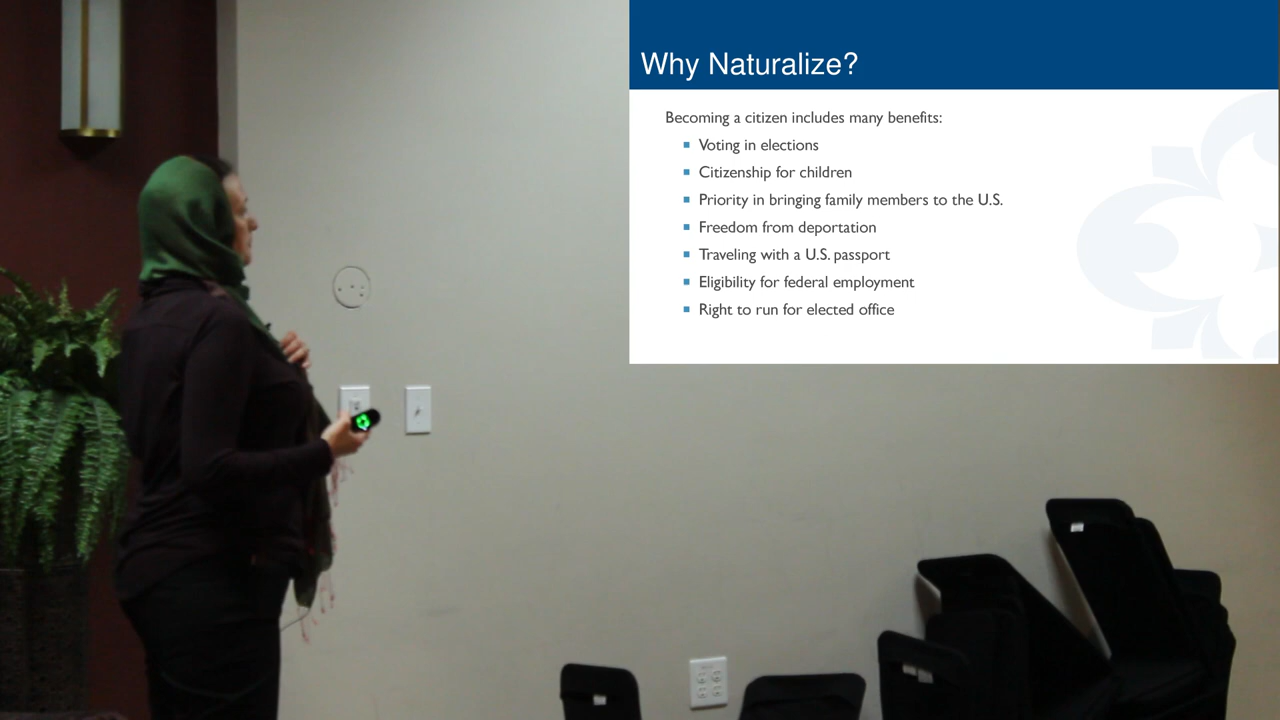 Why Naturalize?
Becoming a citizen includes many benefits:
Voting in elections
Citizenship for children
Priority in bringing family members to the U.S.
Freedom from deportation
Traveling with a U.S. passport
Eligibility for federal employment
Right to run for elected office